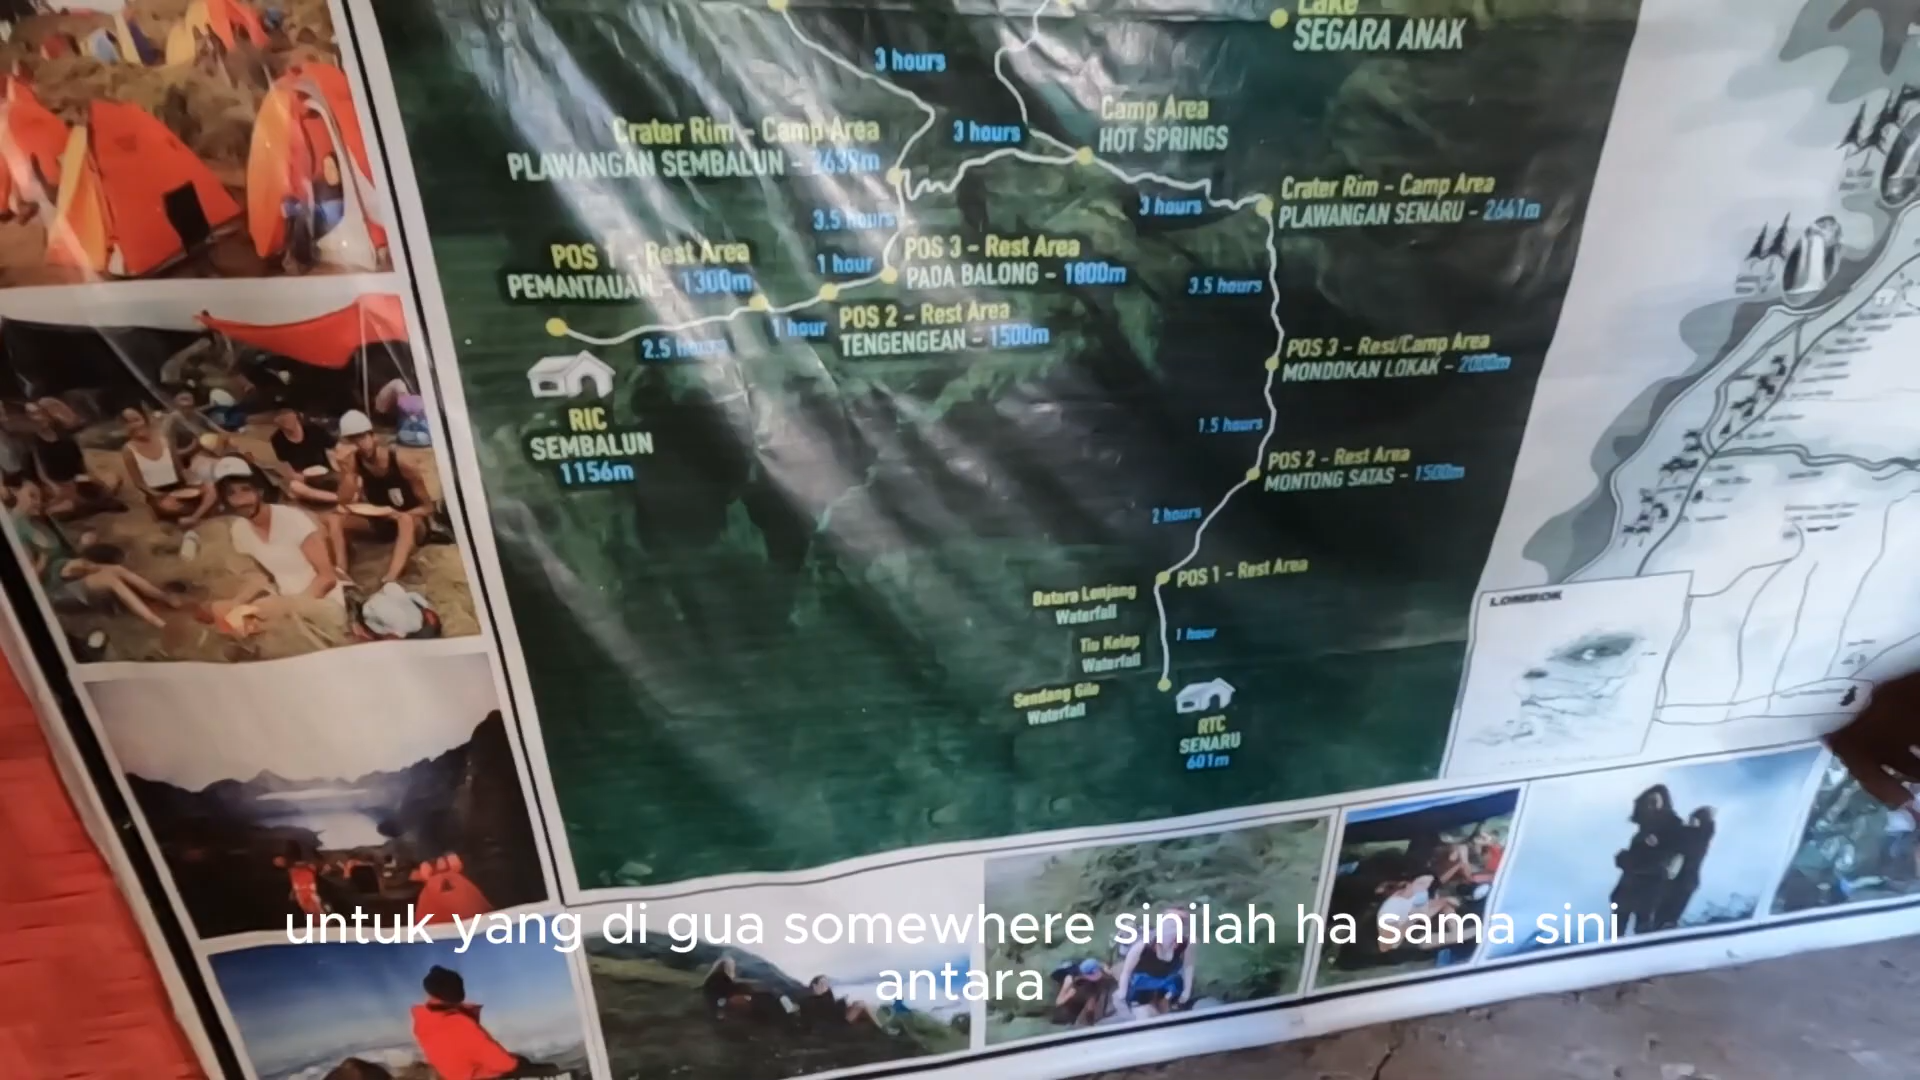 Lake
SEGARA ANAK
3 hours
Camp Area
HOT SPRINGS
3 hours
Crater Rim - Camp Area
PLAWANGAN SEMBALUN - 2639m
3 hours
Crater Rim - Camp Area
PLAWANGAN SENARU - 2641m
3.5 hours
POS 1 - Rest Area
PEMANTAUAN - 1300m
1 hour
POS 3 - Rest Area
PADA BALONG - 1800m
3.5 hours
2.5 hours
1 hour
POS 2 - Rest Area
TENGENGEAN - 1500m
POS 3 - Rest/Camp Area
MONDOKAN LOKAK - 2000m
RIC
SEMBALUN
1156m
1.5 hours
POS 2 - Rest Area
MONTONG SATAS - 1500m
2 hours
POS 1 - Rest Area
Batara Lenjang
Waterfall
1 hour
Tiu Kelep
Waterfall
Sendang Gile
Waterfall
RTC
SENARU
601m
LOMBOK
untuk yang di gua somewhere sinilah ha sama sini
antara